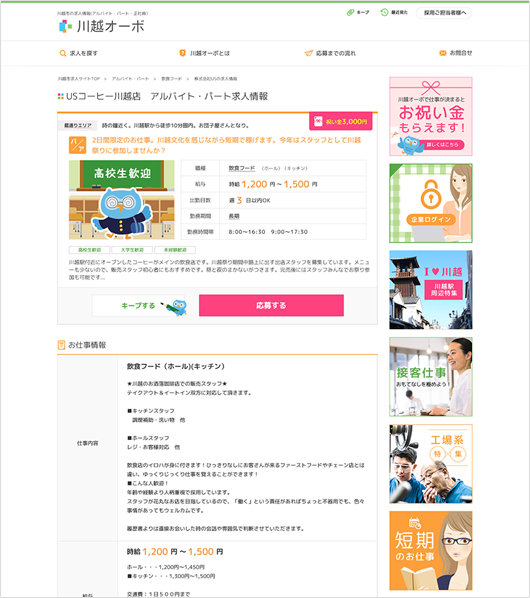 川越市の求人情報(アルバイト・パート・正社員)
川越オーボ
キープ
最近見た
採用ご担当者様へ
求人を探す
川越オーボとは
応募までの流れ
お問合せ
川越市求人サイトTOP > アルバイト・パート > 飲食フード > 株式会社USの求人情報
USコーヒー川越店 アルバイト・パート求人情報
蔵造りエリア
時の鐘近く。川越駅から徒歩10分圏内。お団子屋さんとなり。
祝い金3,000円
パ/ア
2日間限定のお仕事。川越文化を感じながら短期で稼げます。今年はスタッフとして川越
祭りに参加しませんか?
高校生歓迎
職種
飲食フード (ホール)(キッチン)
給与
時給 1,200 円 〜 1,500 円
出勤日数
週 3 日以内OK
勤務期間
長期
勤務時間帯
8:00〜16:30 9:00〜17:30
高校生歓迎
大学生歓迎
未経験歓迎
川越駅付近にオープンしたコーヒーがメインの飲食店です。川越祭り期間中路上に出す出店スタッフを募集しています。メニュ
ーも少ないので、販売スタッフ初心者にもおすすめです。昼と夜のまかないがつきます。完売後にはスタッフみんなでお祭り参
加も可能です...
キープする
応募する
お仕事情報
仕事内容
飲食フード (ホール)(キッチン)
★川越のお洒落珈琲店での販売スタッフ★
テイクアウト&イートイン双方に対応して頂きます。
■キッチンスタッフ
調理補助・洗い物 他
■ホールスタッフ
レジ・お客様対応 他
飲食店のイロハが身に付きます！ひっきりなしにお客さんが来るファーストフードやチェーン店とは
違い、ゆっくりじっくり仕事を覚えることができます！
■こんな人歓迎！
年齢や経験より人柄重視で採用しています。
スタッフが花丸なお店を目指しているので、「働く」という責任があればちょっと不器用でも、色々
事情があってもウェルカムです。
履歴書よりは直接お会いした時の会話や雰囲気で判断させていただきます。
給与
時給 1,200 円 〜 1,500 円
ホール・・・1,200円〜1,450円
■キッチン・・・1,300円〜1,500円
交通費：1日５００円まで
川越オーボで仕事が決まると
お祝い金
もらえます！
詳しくはこちら
企業ログイン
I ♥ 川越
川越駅
周辺特集
接客仕事
おもてなしを極めよう！
工場系
特集
短期
のお仕事